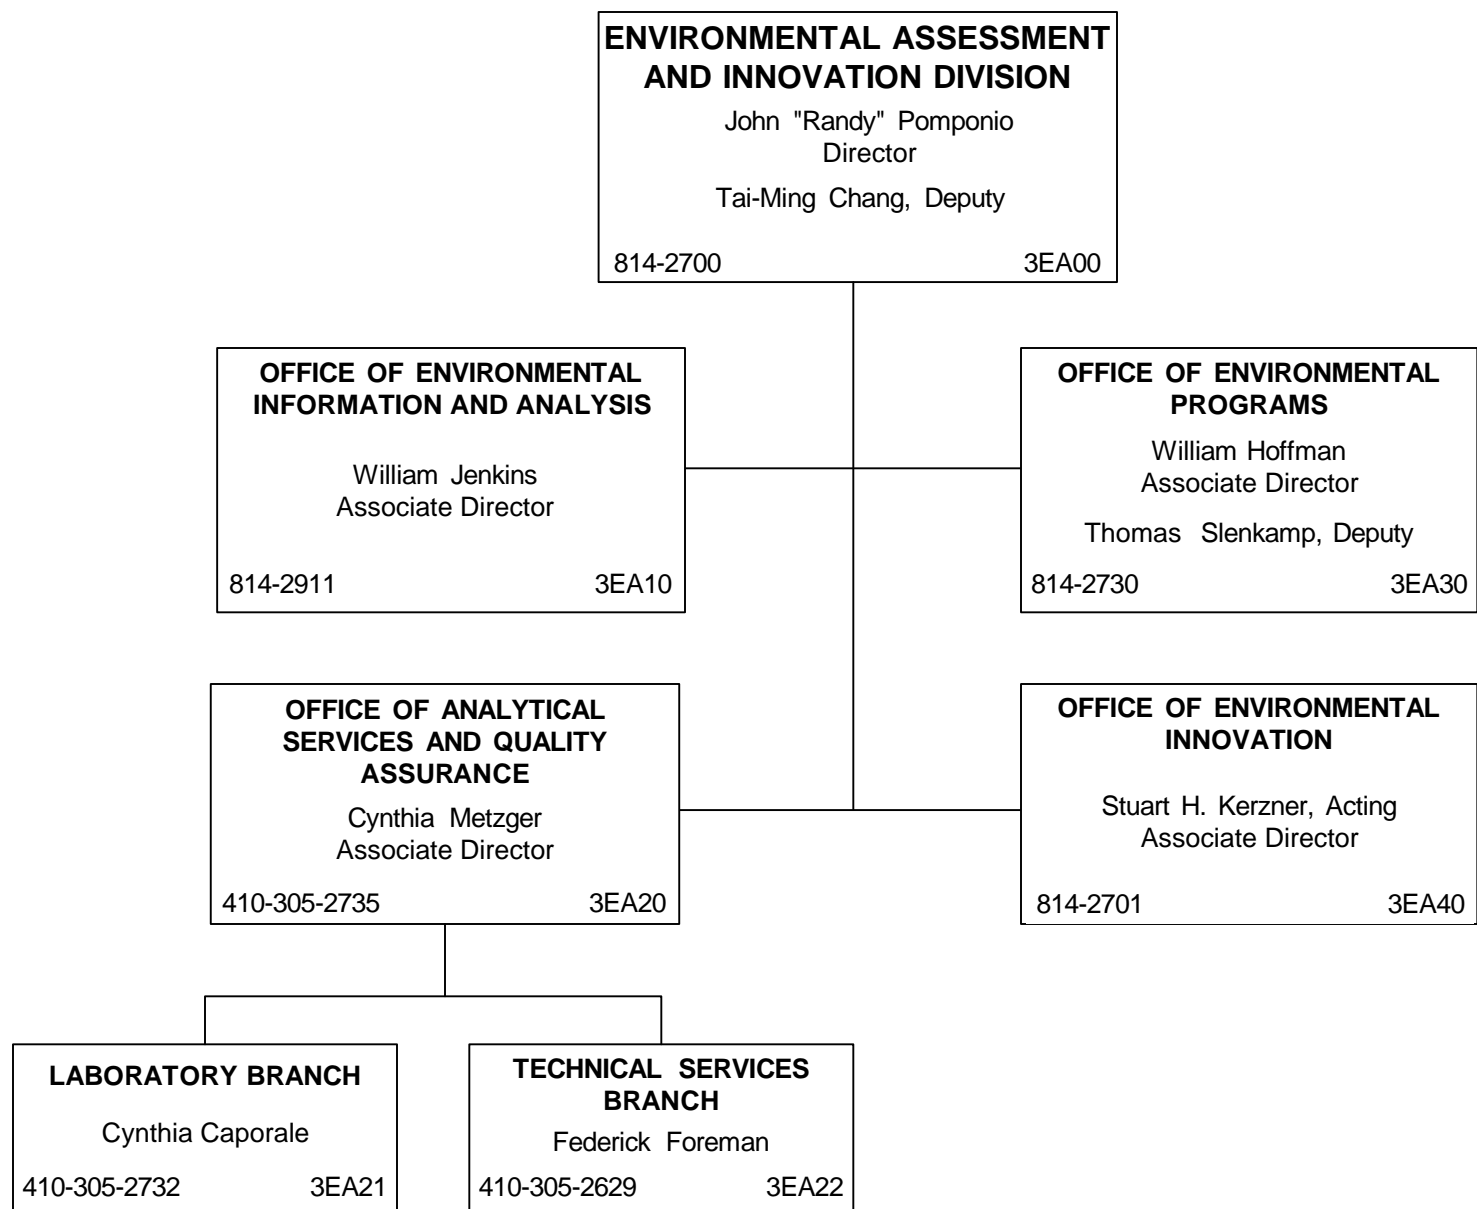 ENVIRONMENTAL ASSESSMENT
AND INNOVATION DIVISION
John "Randy" Pomponio
Director
Tai-Ming Chang, Deputy
814-2700 3EA00
OFFICE OF ENVIRONMENTAL
INFORMATION AND ANALYSIS
William Jenkins
Associate Director
814-2911 3EA10
OFFICE OF ENVIRONMENTAL
PROGRAMS
William Hoffman
Associate Director
Thomas Slenkamp, Deputy
814-2730 3EA30
OFFICE OF ANALYTICAL
SERVICES AND QUALITY
ASSURANCE
Cynthia Metzger
Associate Director
410-305-2735 3EA20
OFFICE OF ENVIRONMENTAL
INNOVATION
Stuart H. Kerzner, Acting
Associate Director
814-2701 3EA40
LABORATORY BRANCH
Cynthia Caporale
410-305-2732 3EA21
TECHNICAL SERVICES
BRANCH
Federick Foreman
410-305-2629 3EA22